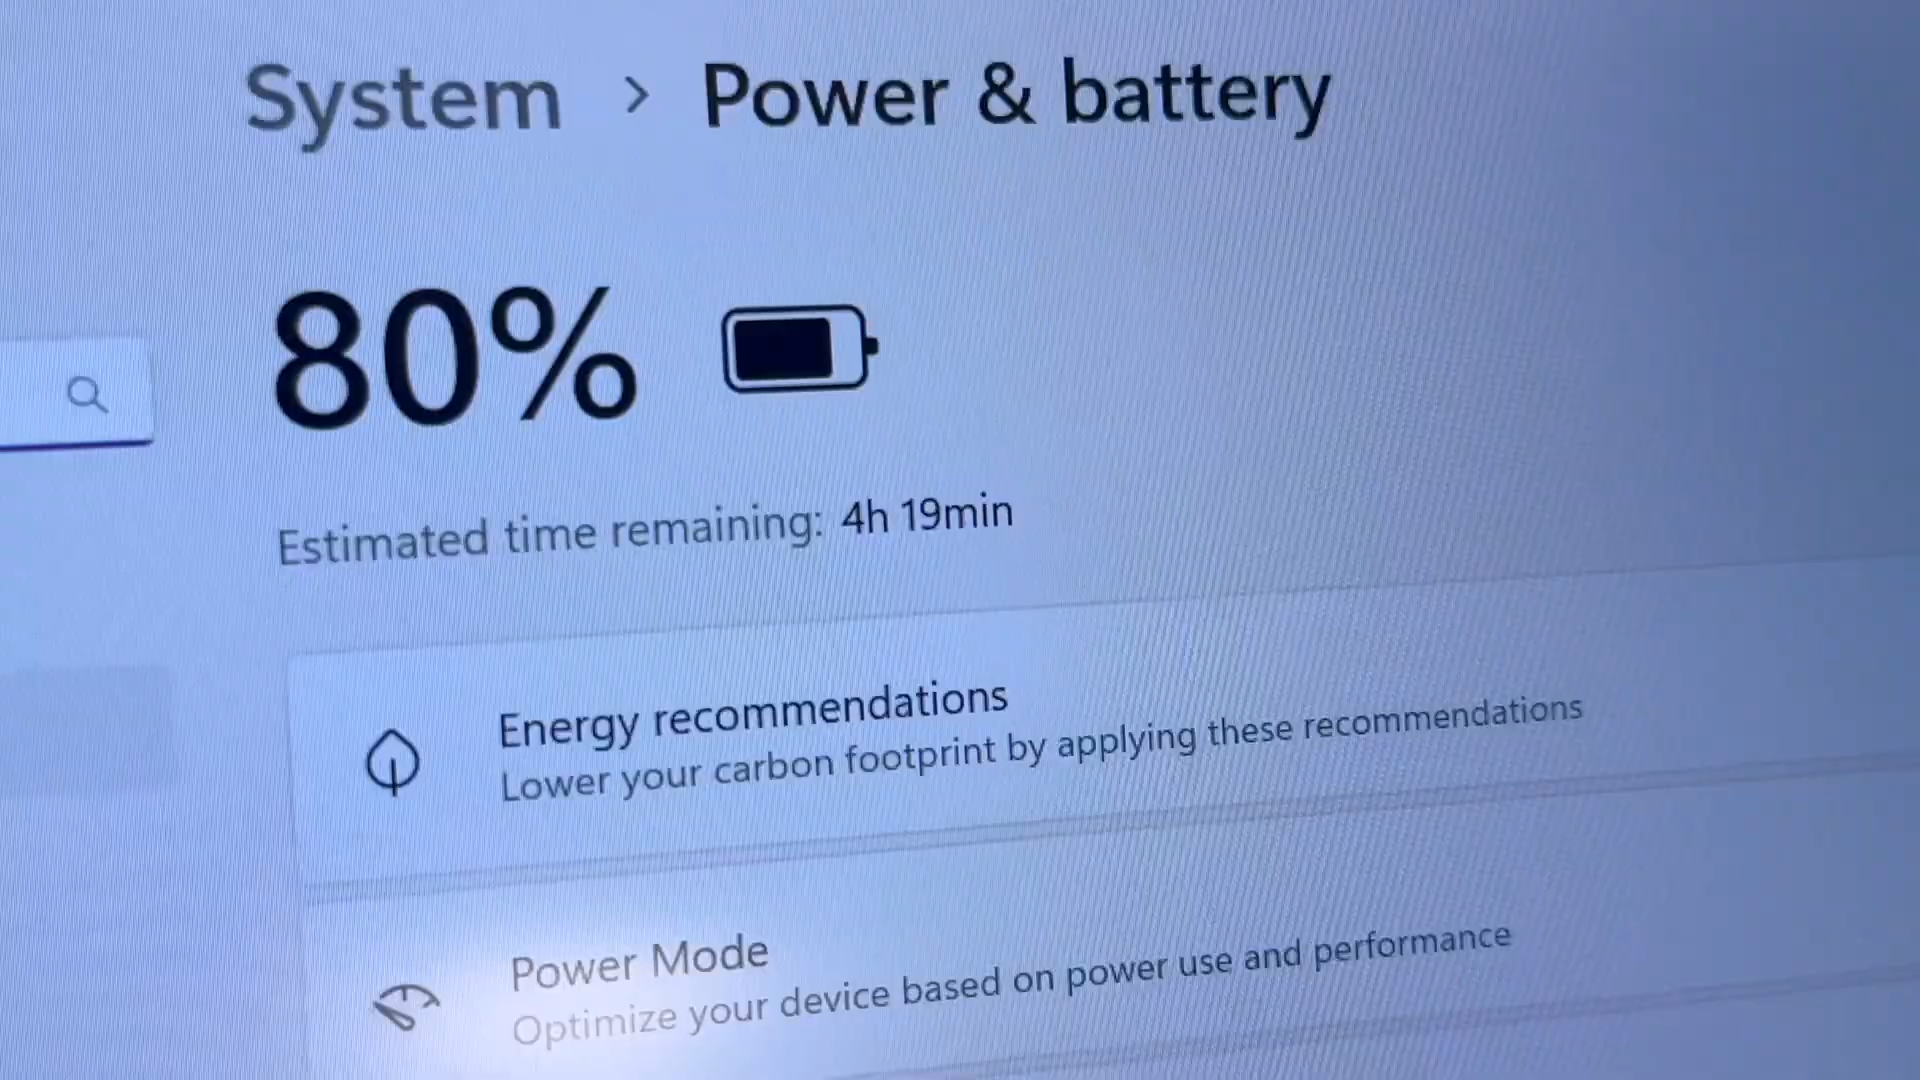 System > Power & battery
80%
Estimated time remaining: 4h 19min
Energy recommendations
Lower your carbon footprint by applying these recommendations
Power Mode
Optimize your device based on power use and performance